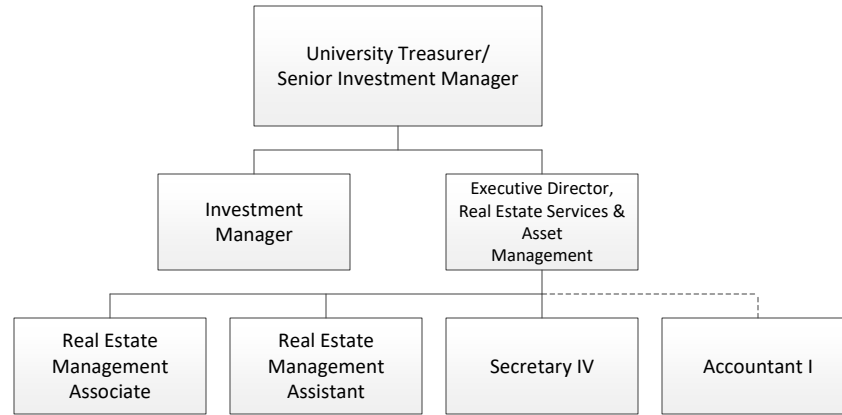 University Treasurer/
Senior Investment Manager
Investment
Manager
Executive Director,
Real Estate Services &
Asset
Management
Real Estate
Management
Associate
Real Estate
Management
Assistant
Secretary IV
Accountant I